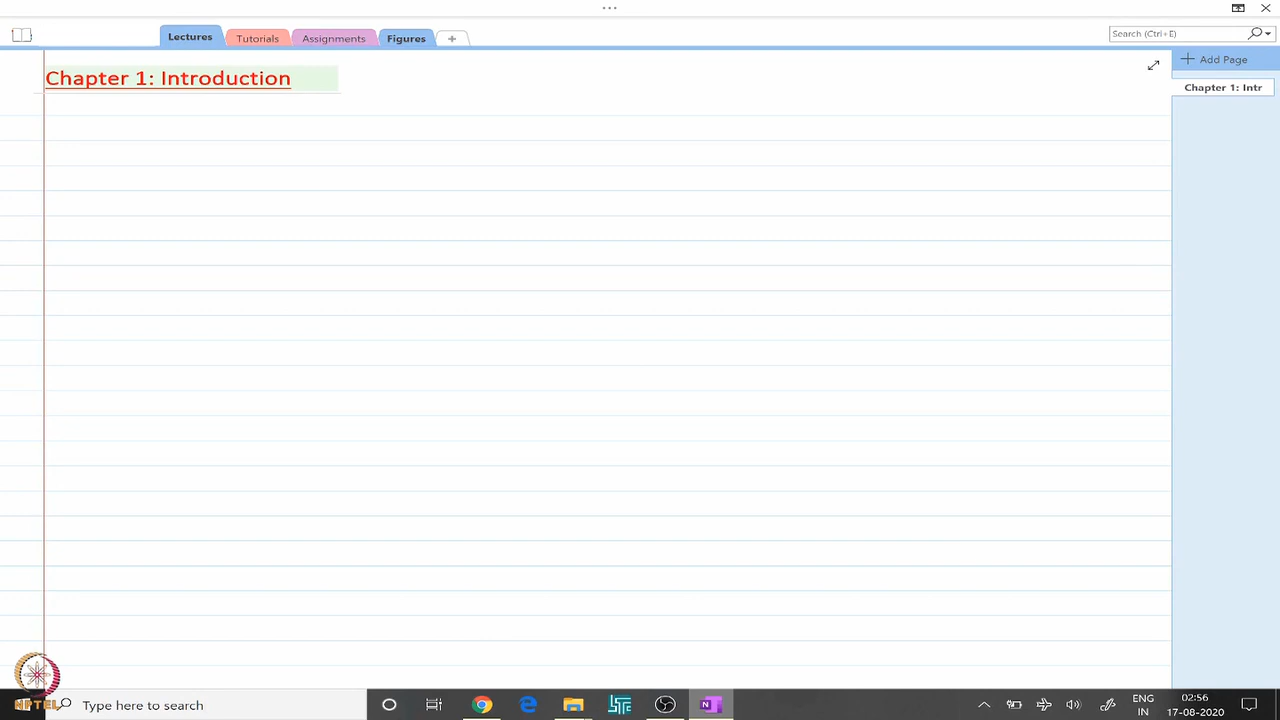 Lectures
Tutorials
Assignments
Figures
Search (Ctrl+E)
Chapter 1: Introduction
Add Page
Chapter 1: Intr
NPTEL
Type here to search
ENG
IN
02:56
17-08-2020